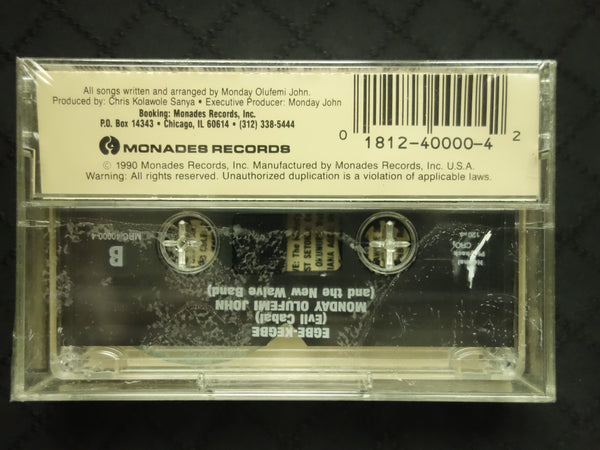 All songs written and arranged by Monday Olufemi John.
Produced by: Chris Kolawole Sanya • Executive Producer: Monday John
Booking: Monades Records, Inc.
P.O. Box 14343 • Chicago, IL 60614 • (312) 338-5444
MONADES RECORDS
© 1990 Monades Records, Inc. Manufactured by Monades Records, Inc. U.S.A.
Warning: All rights reserved. Unauthorized duplication is a violation of applicable laws.
0 1812-40000-4 2
EGBE-KEGBE
(Evil Cabal)
MONDAY OLUFEMI JOHN
(and the New Waive Band)
B
Normal
CRO₂
120